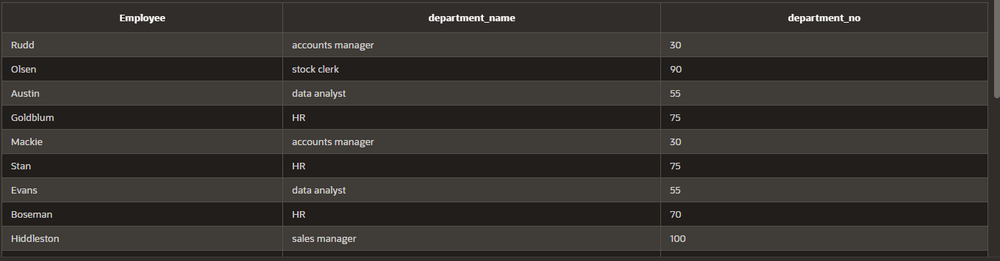 Employee department_name department_no
Rudd accounts manager 30
Olsen stock clerk 90
Austin data analyst 55
Goldblum HR 75
Mackie accounts manager 30
Stan HR 75
Evans data analyst 55
Boseman HR 70
Hiddleston sales manager 100